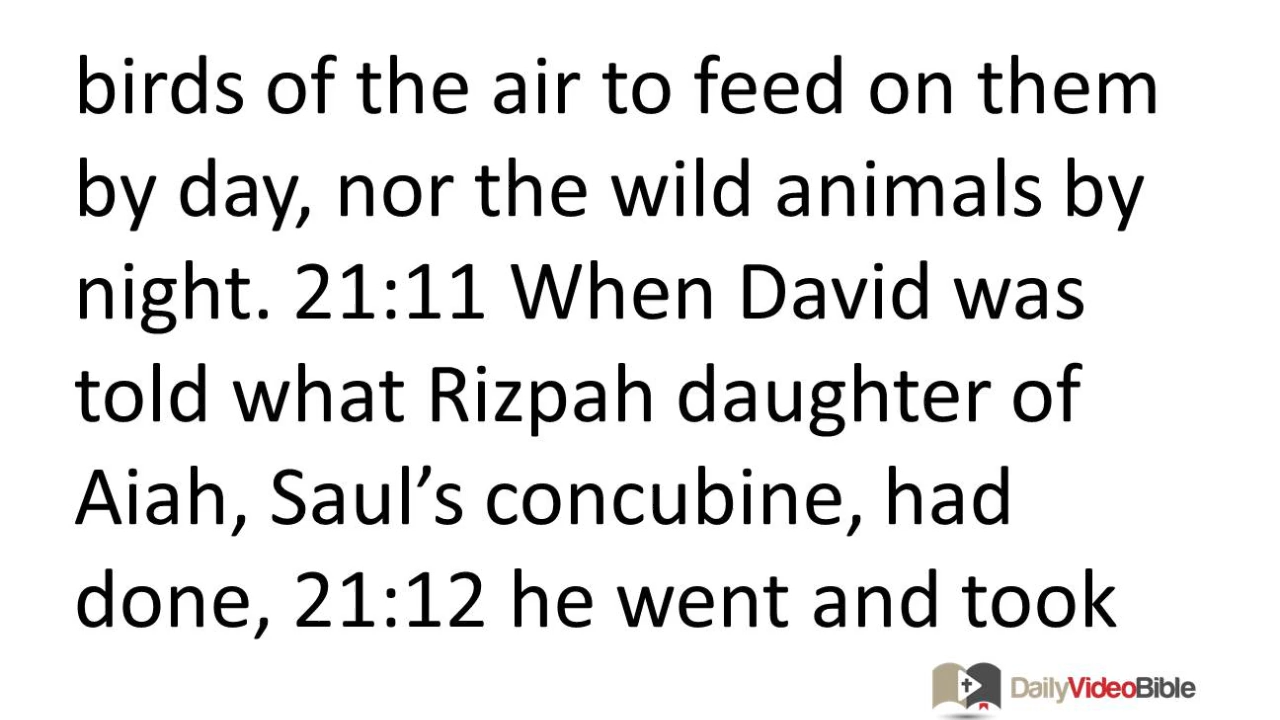 birds of the air to feed on them
by day, nor the wild animals by
night. 21:11 When David was
told what Rizpah daughter of
Aiah, Saul’s concubine, had
done, 21:12 he went and took
DailyVideoBible